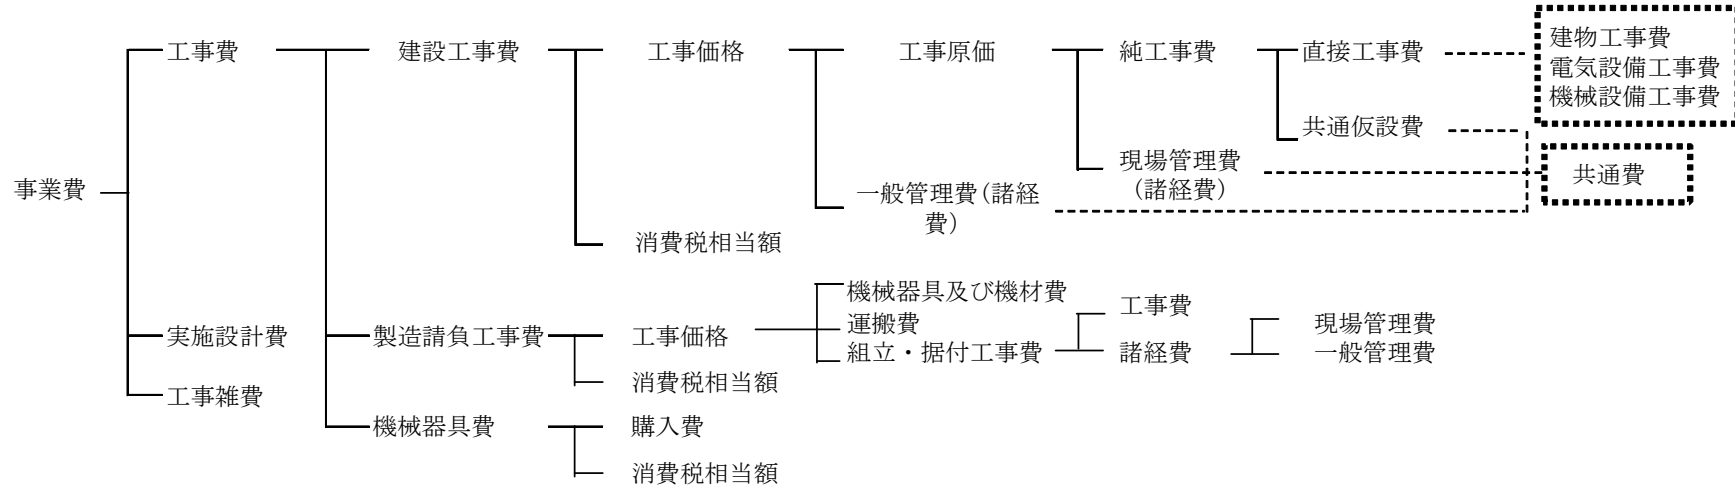 工事費
建設工事費
工事価格
工事原価
純工事費
直接工事費
建物工事費
電気設備工事費
機械設備工事費
共通仮設費
事業費
一般管理費(諸経
費)
現場管理費
(諸経費)
共通費
消費税相当額
実施設計費
製造請負工事費
工事価格
機械器具及び機材費
運搬費
組立・据付工事費
工事費
諸経費
現場管理費
一般管理費
消費税相当額
工事雑費
機械器具費
購入費
消費税相当額